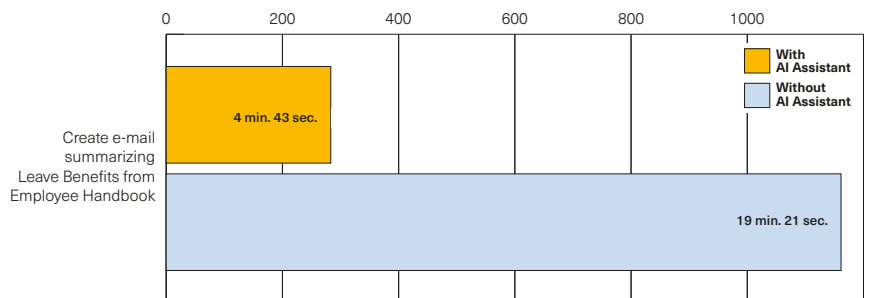 0 200 400 600 800 1000
With
AI Assistant
Without
AI Assistant
4 min. 43 sec.
Create e-mail
summarizing
Leave Benefits from
Employee Handbook
19 min. 21 sec.